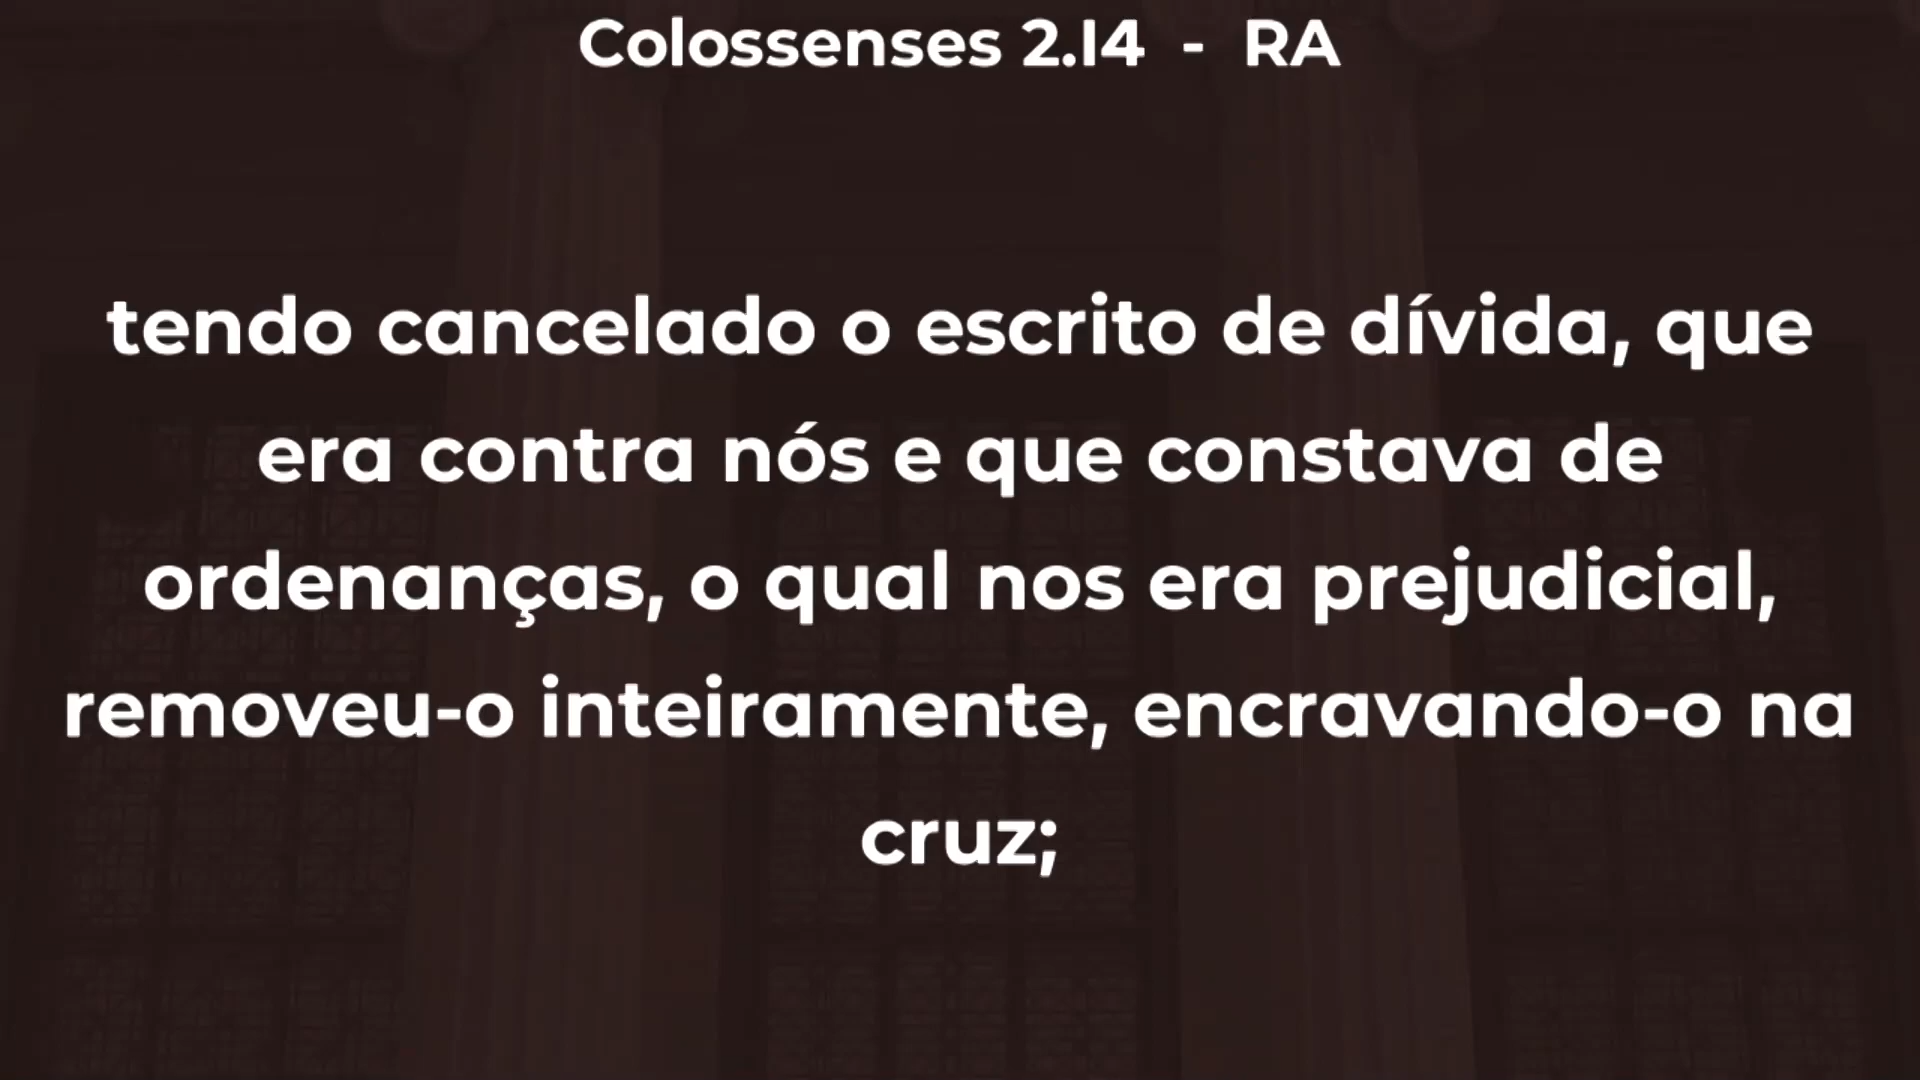 Colossenses 2.14 - RA
tendo cancelado o escrito de dívida, que
era contra nós e que constava de
ordenanças, o qual nos era prejudicial,
removeu-o inteiramente, encravando-o na
cruz;